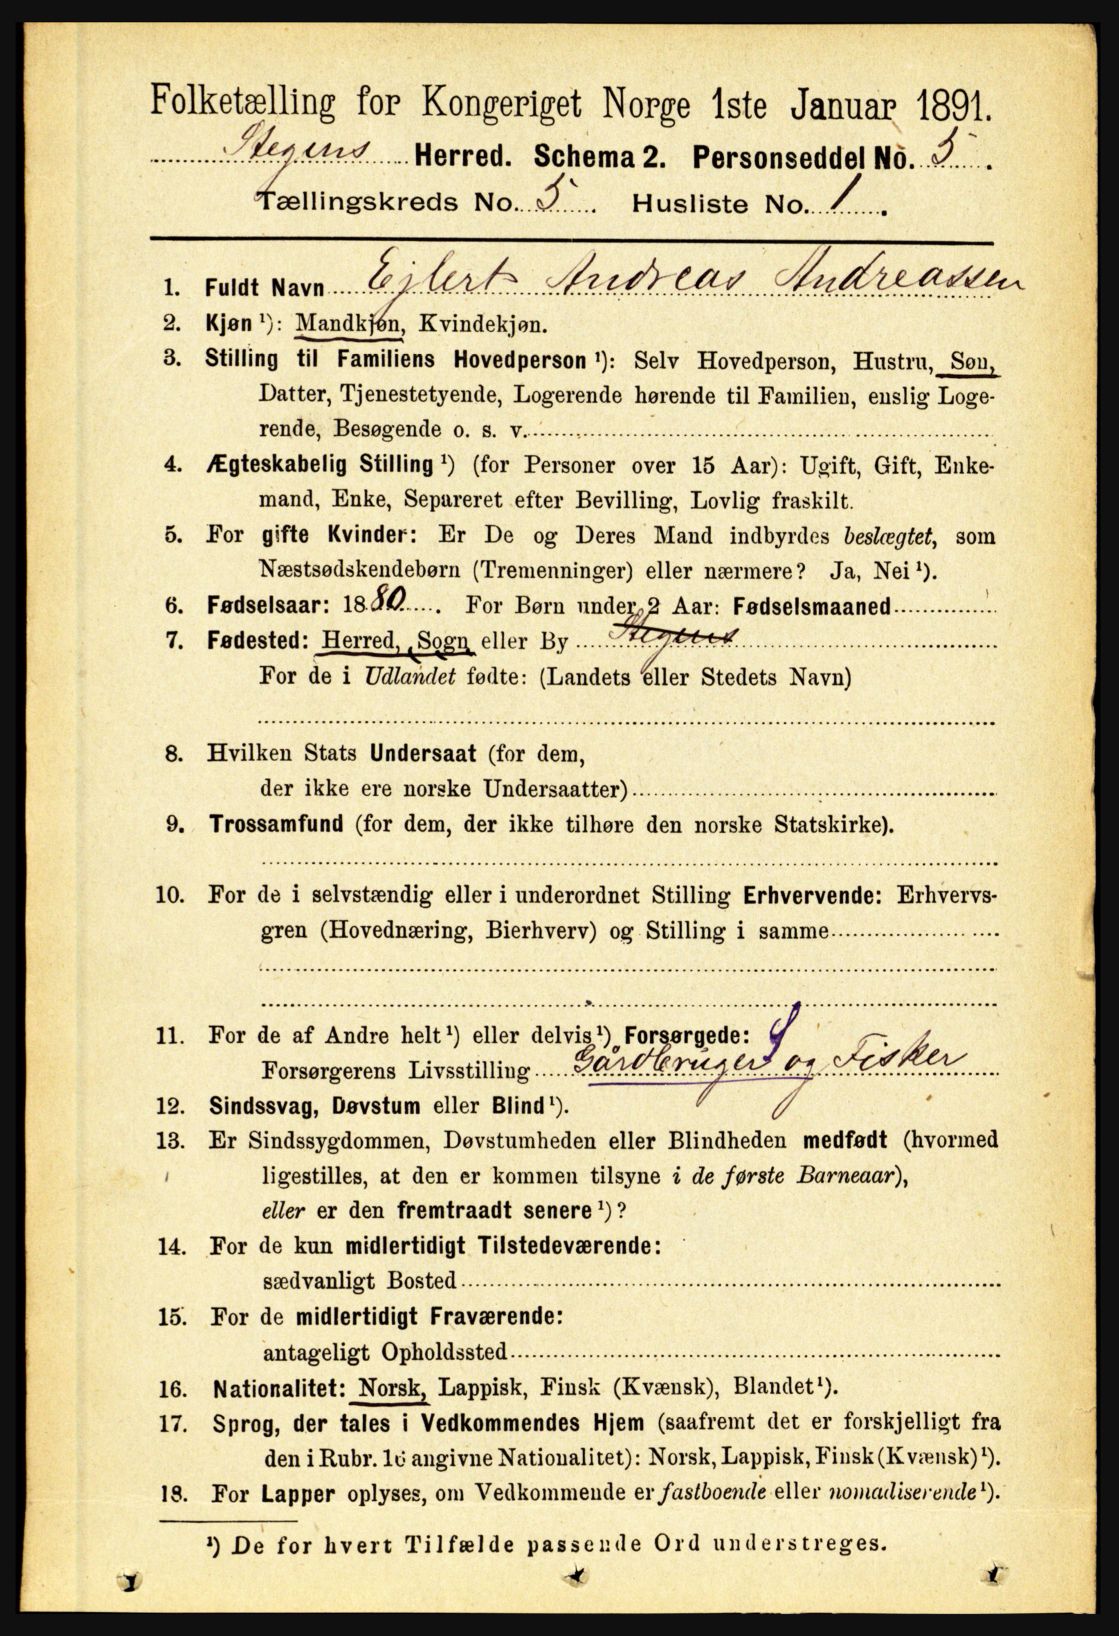 Folketælling for Kongeriget Norge 1ste Januar 1891.
Stegens Herred. Schema 2. Personseddel No. 5.
Tællingskreds No. 5. Husliste No. 1.
1. Fuldt Navn Ejlert Andreas Andreassen
2. Kjøn ¹): Mandkjøn, Kvindekjøn.
3. Stilling til Familiens Hovedperson ¹): Selv Hovedperson, Hustru, Søn,
Datter, Tjenestetyende, Logerende hørende til Familien, enslig Loge-
rende, Besøgende o. s. v.
4. Ægteskabelig Stilling ¹) (for Personer over 15 Aar): Ugift, Gift, Enke-
mand, Enke, Separeret efter Bevilling, Lovlig fraskilt.
5. For gifte Kvinder: Er De og Deres Mand indbyrdes beslægtet, som
Næstsødskendebørn (Tremenninger) eller nærmere? Ja, Nei ¹).
6. Fødselsaar: 1880. For Børn under 2 Aar: Fødselsmaaned
7. Fødested: Herred, Sogn eller By Stegens
For de i Udlandet fødte: (Landets eller Stedets Navn)
8. Hvilken Stats Undersaat (for dem,
der ikke ere norske Undersaatter)
9. Trossamfund (for dem, der ikke tilhøre den norske Statskirke).
10. For de i selvstændig eller i underordnet Stilling Erhvervende: Erhvervs-
gren (Hovednæring, Bierhverv) og Stilling i samme
11. For de af Andre helt ¹) eller delvis ¹) Forsørgede: S
Forsørgerens Livsstilling Gårdbruger og Fisker
12. Sindssvag, Døvstum eller Blind ¹).
13. Er Sindssygdommen, Døvstumheden eller Blindheden medfødt (hvormed
ligestilles, at den er kommen tilsyne i de første Barneaar),
eller er den fremtraadt senere ¹)?
14. For de kun midlertidigt Tilstedeværende:
sædvanligt Bosted
15. For de midlertidigt Fraværende:
antageligt Opholdssted
16. Nationalitet: Norsk, Lappisk, Finsk (Kvænsk), Blandet ¹).
17. Sprog, der tales i Vedkommendes Hjem (saafremt det er forskjelligt fra
den i Rubr. 16 angivne Nationalitet): Norsk, Lappisk, Finsk (Kvænsk) ¹).
18. For Lapper oplyses, om Vedkommende er fastboende eller nomadiserende ¹).
¹) De for hvert Tilfælde passende Ord understreges.